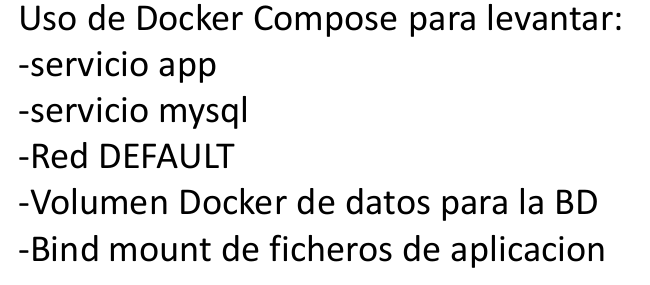 Uso de Docker Compose para levantar:
-servicio app
-servicio mysql
-Red DEFAULT
-Volumen Docker de datos para la BD
-Bind mount de ficheros de aplicacion